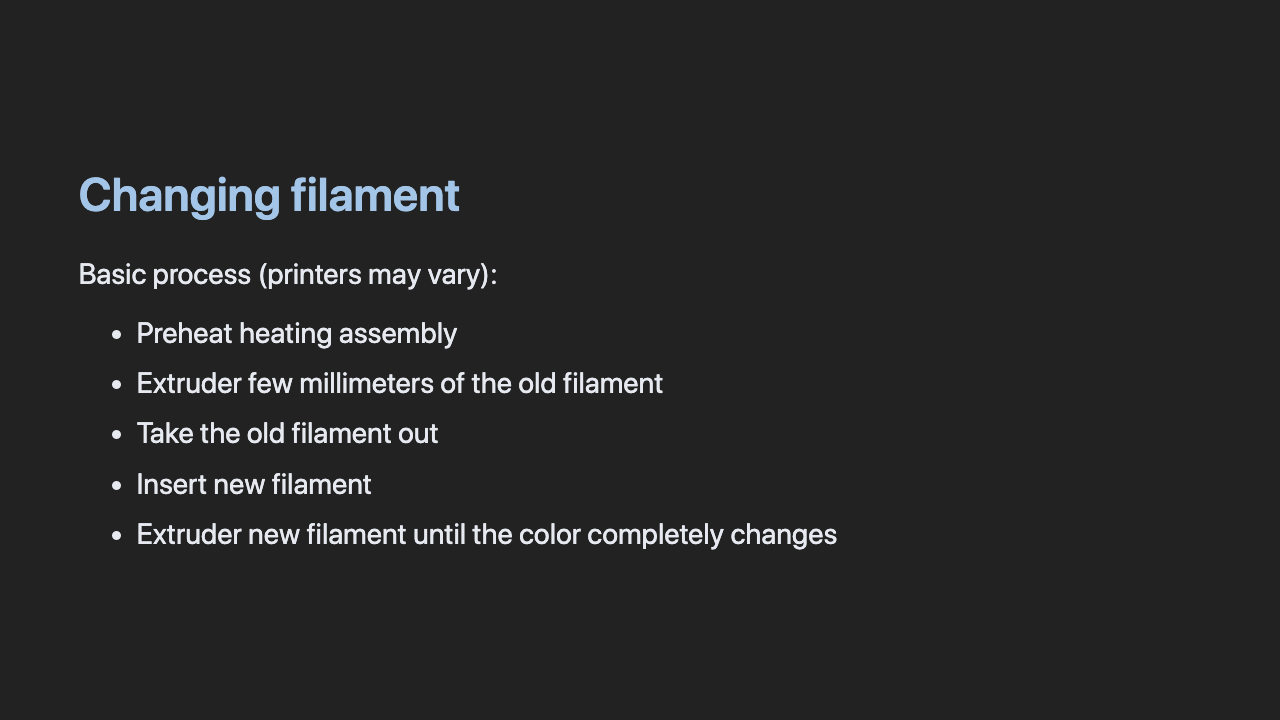 Changing filament
Basic process (printers may vary):
• Preheat heating assembly
• Extruder few millimeters of the old filament
• Take the old filament out
• Insert new filament
• Extruder new filament until the color completely changes